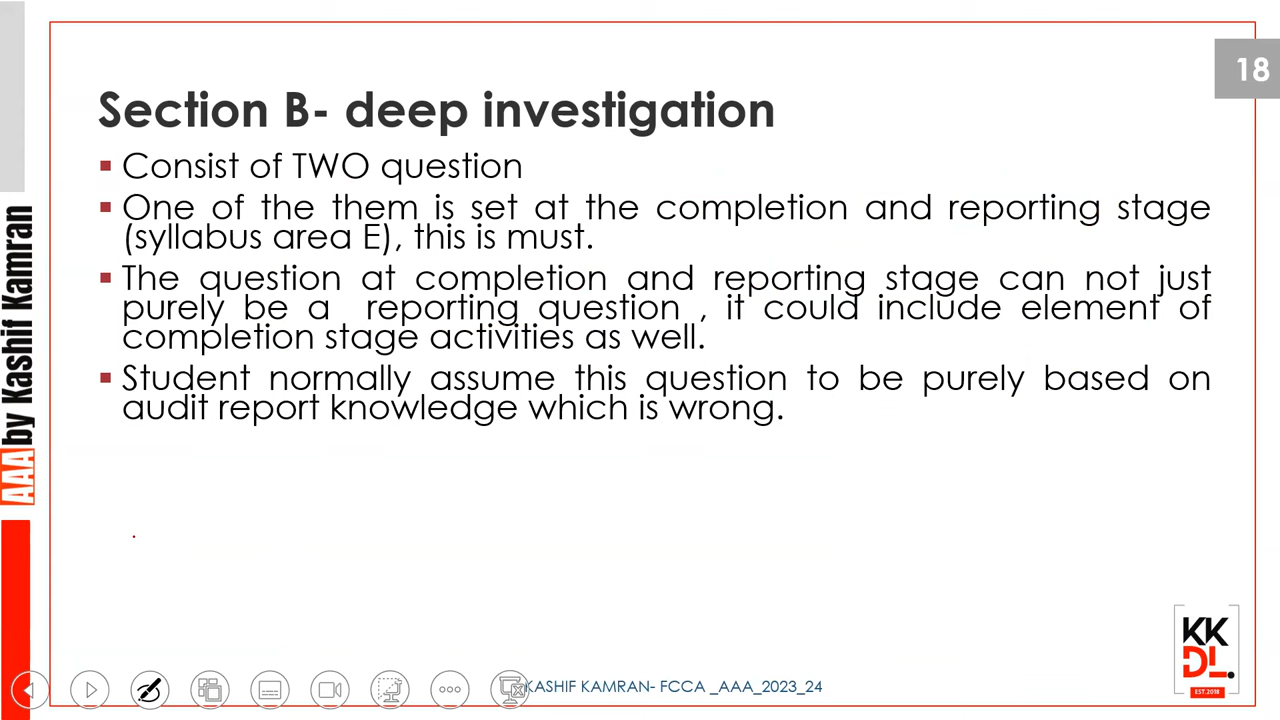 18
Section B- deep investigation
▪ Consist of TWO question
▪ One of the them is set at the completion and reporting stage
(syllabus area E), this is must.
▪ The question at completion and reporting stage can not just
purely be a reporting question , it could include element of
completion stage activities as well.
▪ Student normally assume this question to be purely based on
audit report knowledge which is wrong.
AAA by Kashif Kamran
KASHIF KAMRAN- FCCA _AAA_2023_24
KK
DL.
EST.2018